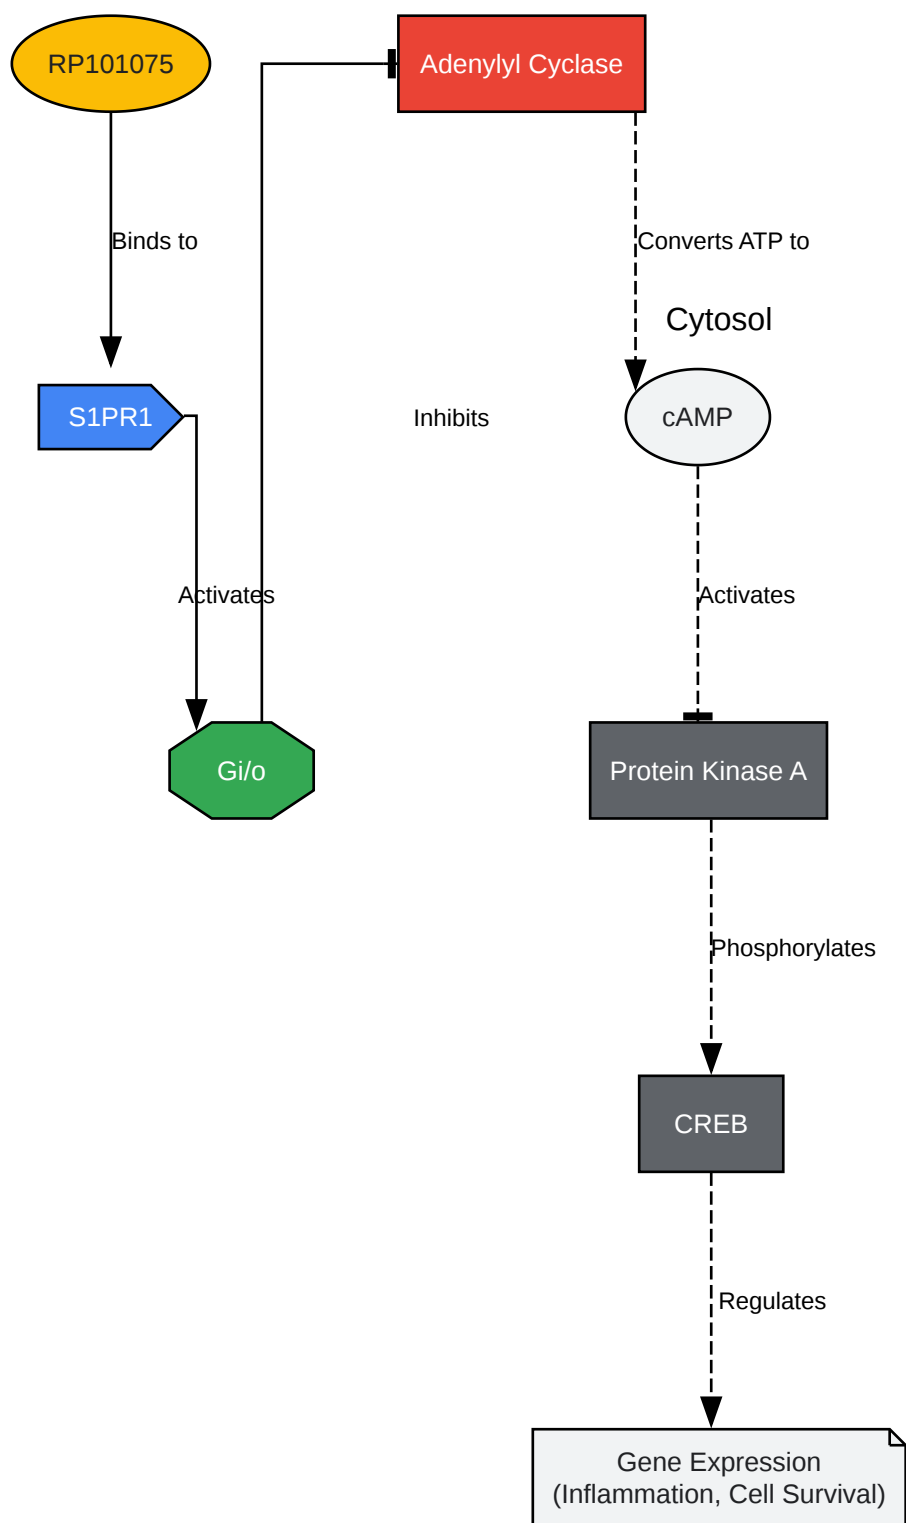 RP101075
Adenylyl Cyclase
Binds to
Converts ATP to
Cytosol
S1PR1
Inhibits
cAMP
Activates
Activates
Gi/o
Protein Kinase A
Phosphorylates
CREB
Regulates
Gene Expression
(Inflammation, Cell Survival)